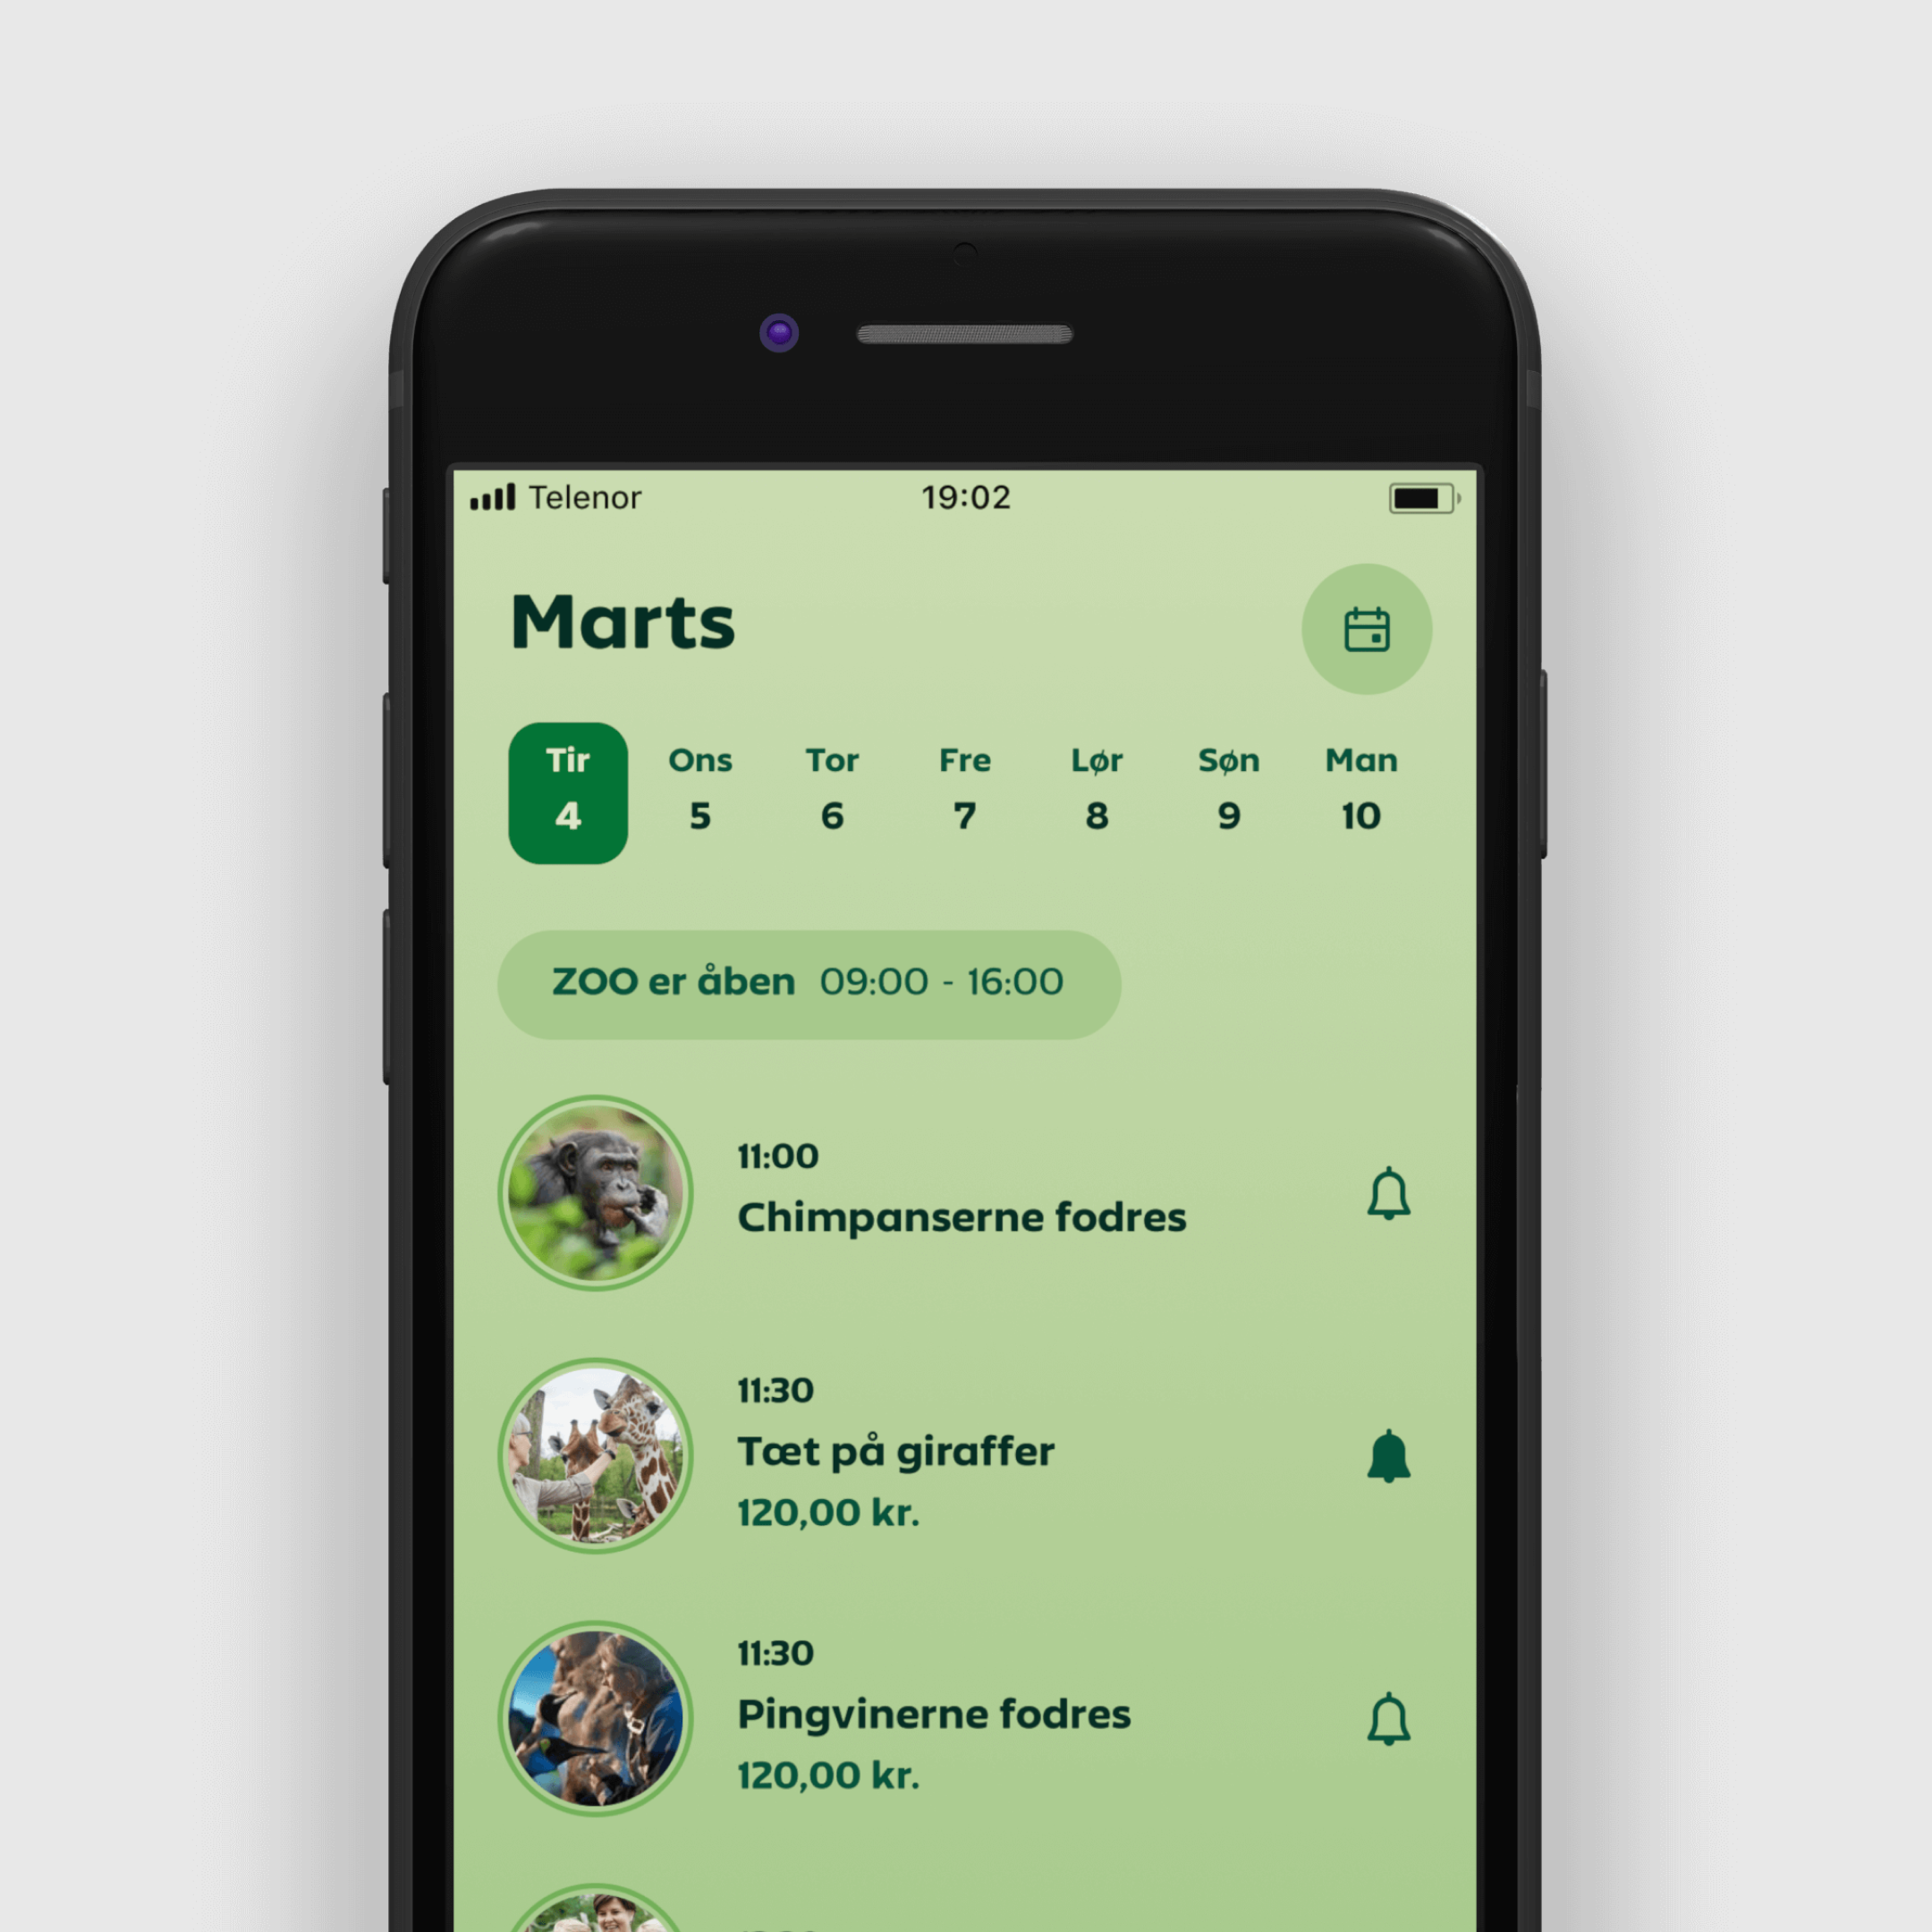 Telenor 19:02
Marts
Tir Ons Tor Fre Lør Søn Man
4 5 6 7 8 9 10
ZOO er åben 09:00 - 16:00
11:00
Chimpanserne fodres
11:30
Tæt på giraffer
120,00 kr.
11:30
Pingvinerne fodres
120,00 kr.